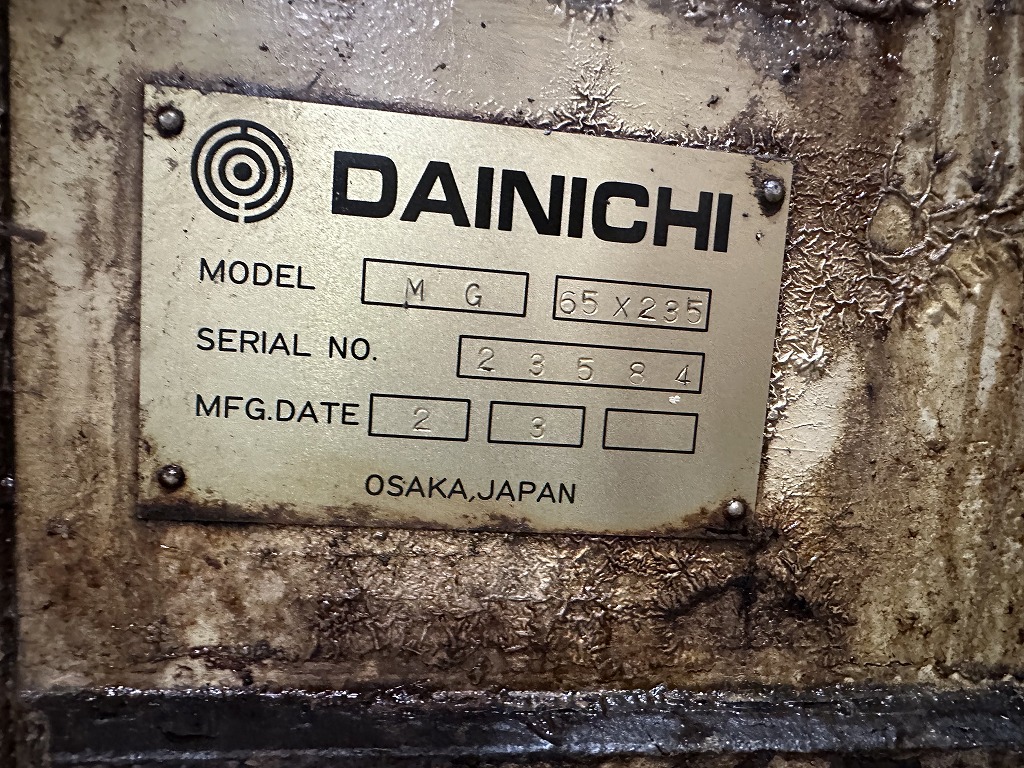 DAINICHI
MODEL M G 65X235
SERIAL NO. 2 3 5 8 4
MFG.DATE 2 3
OSAKA,JAPAN